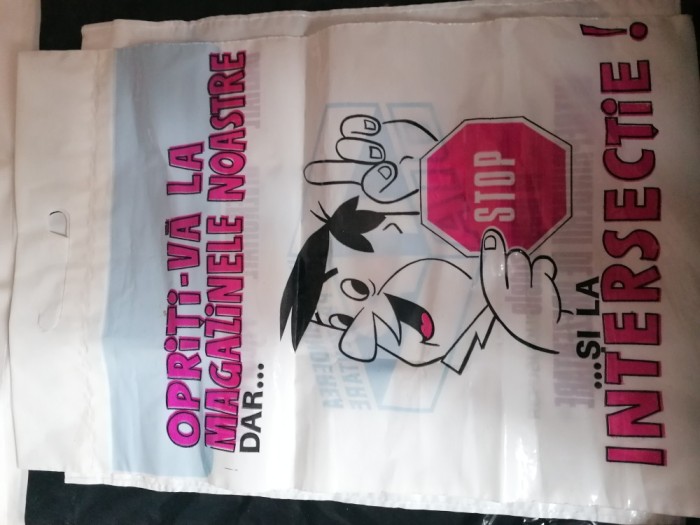 OPRIȚI-VĂ LA
MAGAZINELE NOASTRE
DAR...
STOP
...ȘI LA
INTERSECȚIE!